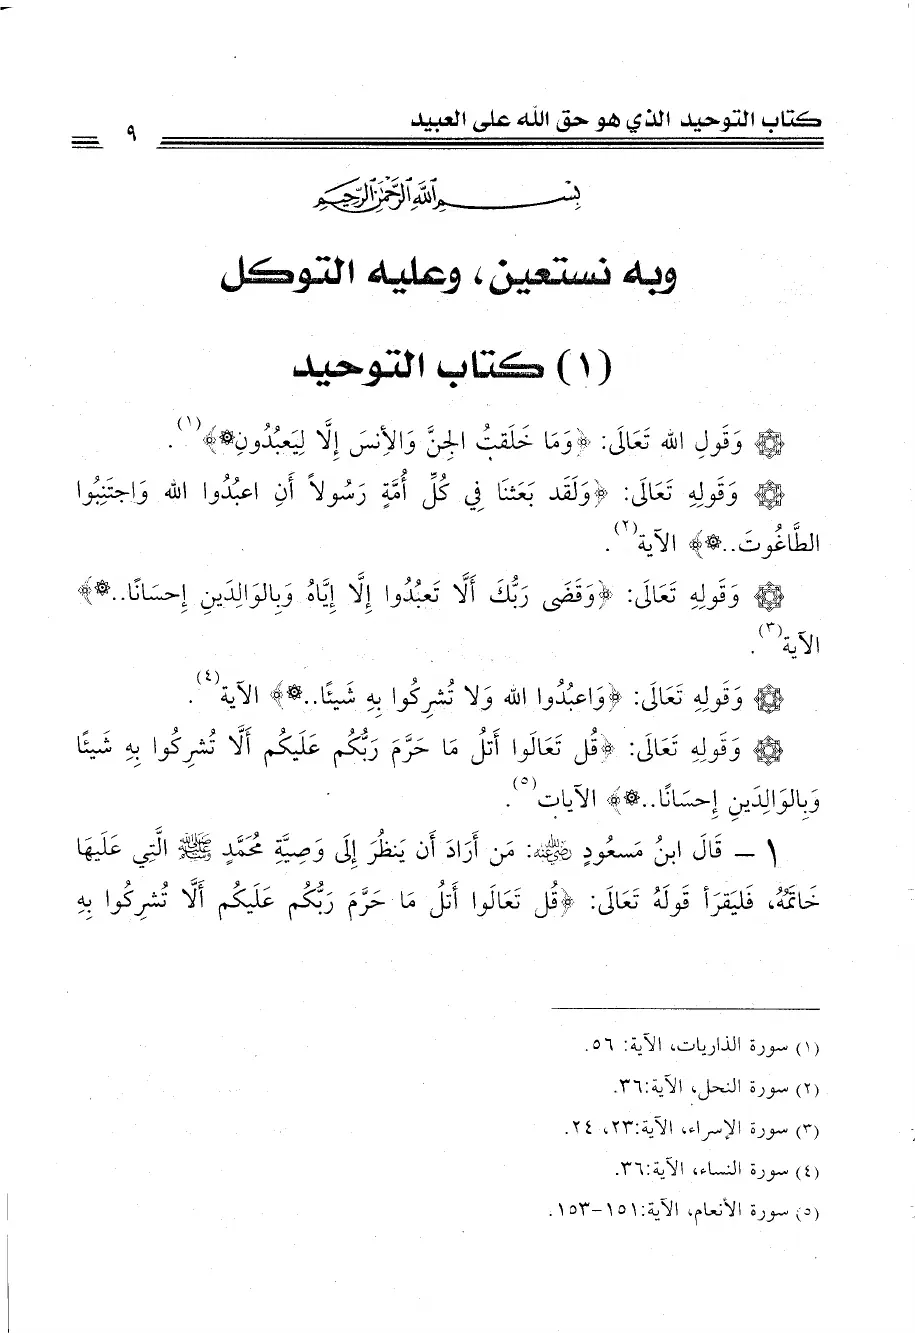 كتاب التوحيد الذي هو حق الله على العبيد
٩
بسم الله الرحمن الرحيم
وبه نستعين، وعليه التوكل
(١) كتاب التوحيد
وَقَولِ الله تَعَالَى: ﴿وَمَا خَلَقتُ الجِنَّ وَالأِنسَ إِلَّا لِيَعبُدُونِ﴾(١).
وَقَولِهِ تَعَالَى: ﴿وَلَقَد بَعَثنَا فِي كُلِّ أُمَّةٍ رَسُولاً أَنِ اعبُدُوا الله وَاجتَنِبُوا
الطَّاغُوتَ..﴾ الآية(٢).
وَقَولِهِ تَعَالَى: ﴿وَقَضَى رَبُّكَ أَلَّا تَعبُدُوا إِلَّا إِيَّاهُ وَبِالوَالِدَينِ إِحسَانًا..﴾
الآية(٣).
وَقَولِهِ تَعَالَى: ﴿وَاعبُدُوا الله وَلا تُشرِكُوا بِهِ شَيئًا..﴾ الآية(٤).
وَقَولِهِ تَعَالَى: ﴿قُل تَعَالَوا أَتلُ مَا حَرَّمَ رَبُّكُم عَلَيكُم أَلَّا تُشرِكُوا بِهِ شَيئًا
وَبِالوَالِدَينِ إِحسَانًا..﴾ الآيات(٥).
١ – قَالَ ابنُ مَسعُودٍ رضي الله عنه: مَن أَرَادَ أَن يَنظُرَ إِلَى وَصِيَّةِ مُحَمَّدٍ ﷺ الَّتِي عَلَيهَا
خَاتَمُهُ، فَليَقرَأ قَولَهُ تَعَالَى: ﴿قُل تَعَالَوا أَتلُ مَا حَرَّمَ رَبُّكُم عَلَيكُم أَلَّا تُشرِكُوا بِهِ
(١) سورة الذاريات، الآية: ٥٦.
(٢) سورة النحل، الآية:٣٦.
(٣) سورة الإسراء، الآية:٢٣، ٢٤.
(٤) سورة النساء، الآية:٣٦.
(٥) سورة الأنعام، الآية:١٥١–١٥٣.